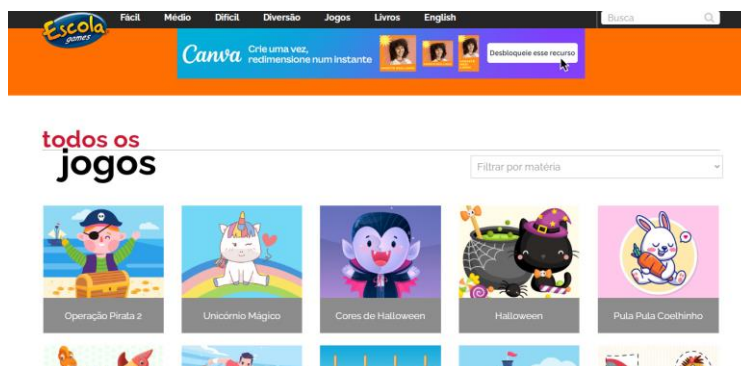 Escola games
Fácil Médio Difícil Diversão Jogos Livros English
Busca
Canva
Crie uma vez,
redimensione num instante
Desbloqueie esse recurso
todos os
jogos
Filtrar por matéria
Operação Pirata 2
Unicórnio Mágico
Cores de Halloween
Halloween
Pula Pula Coelhinho